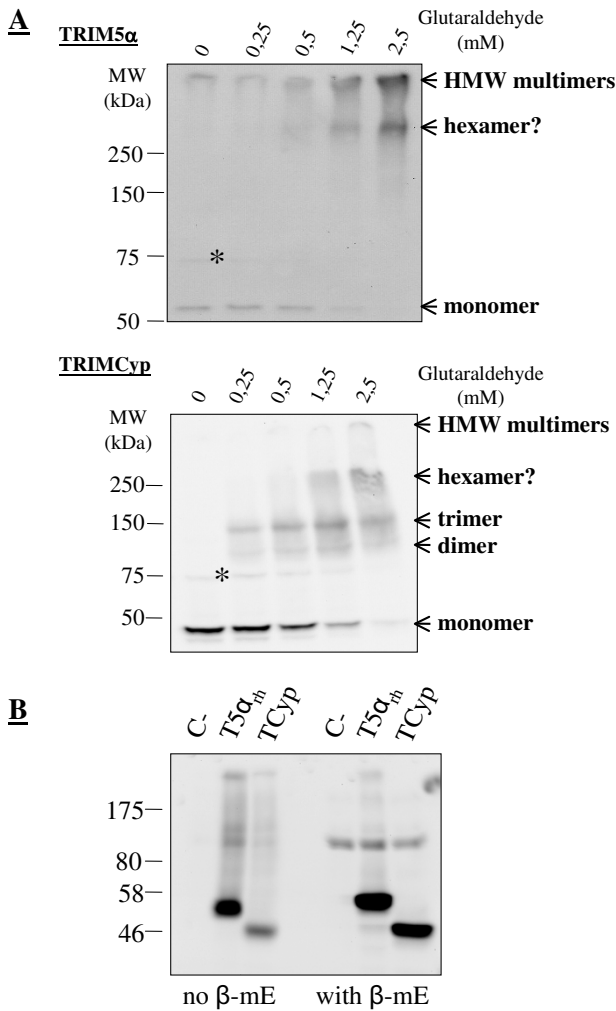 A
TRIM5α
0 0,25 0,5 1,25 2,5 Glutaraldehyde (mM)
MW (kDa)
HMW multimers
hexamer?
250
150
75 *
monomer
50
TRIMCyp
0 0,25 0,5 1,25 2,5 Glutaraldehyde (mM)
MW (kDa)
HMW multimers
hexamer?
250
150
trimer
dimer
75 *
50
monomer
B
C- T5αrh TCyp C- T5αrh TCyp
175
80
58
46
no β-mE with β-mE